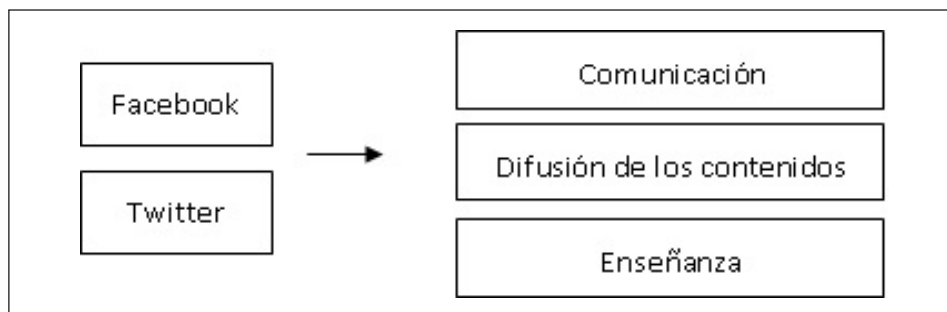 Facebook
Twitter
Comunicación
Difusión de los contenidos
Enseñanza